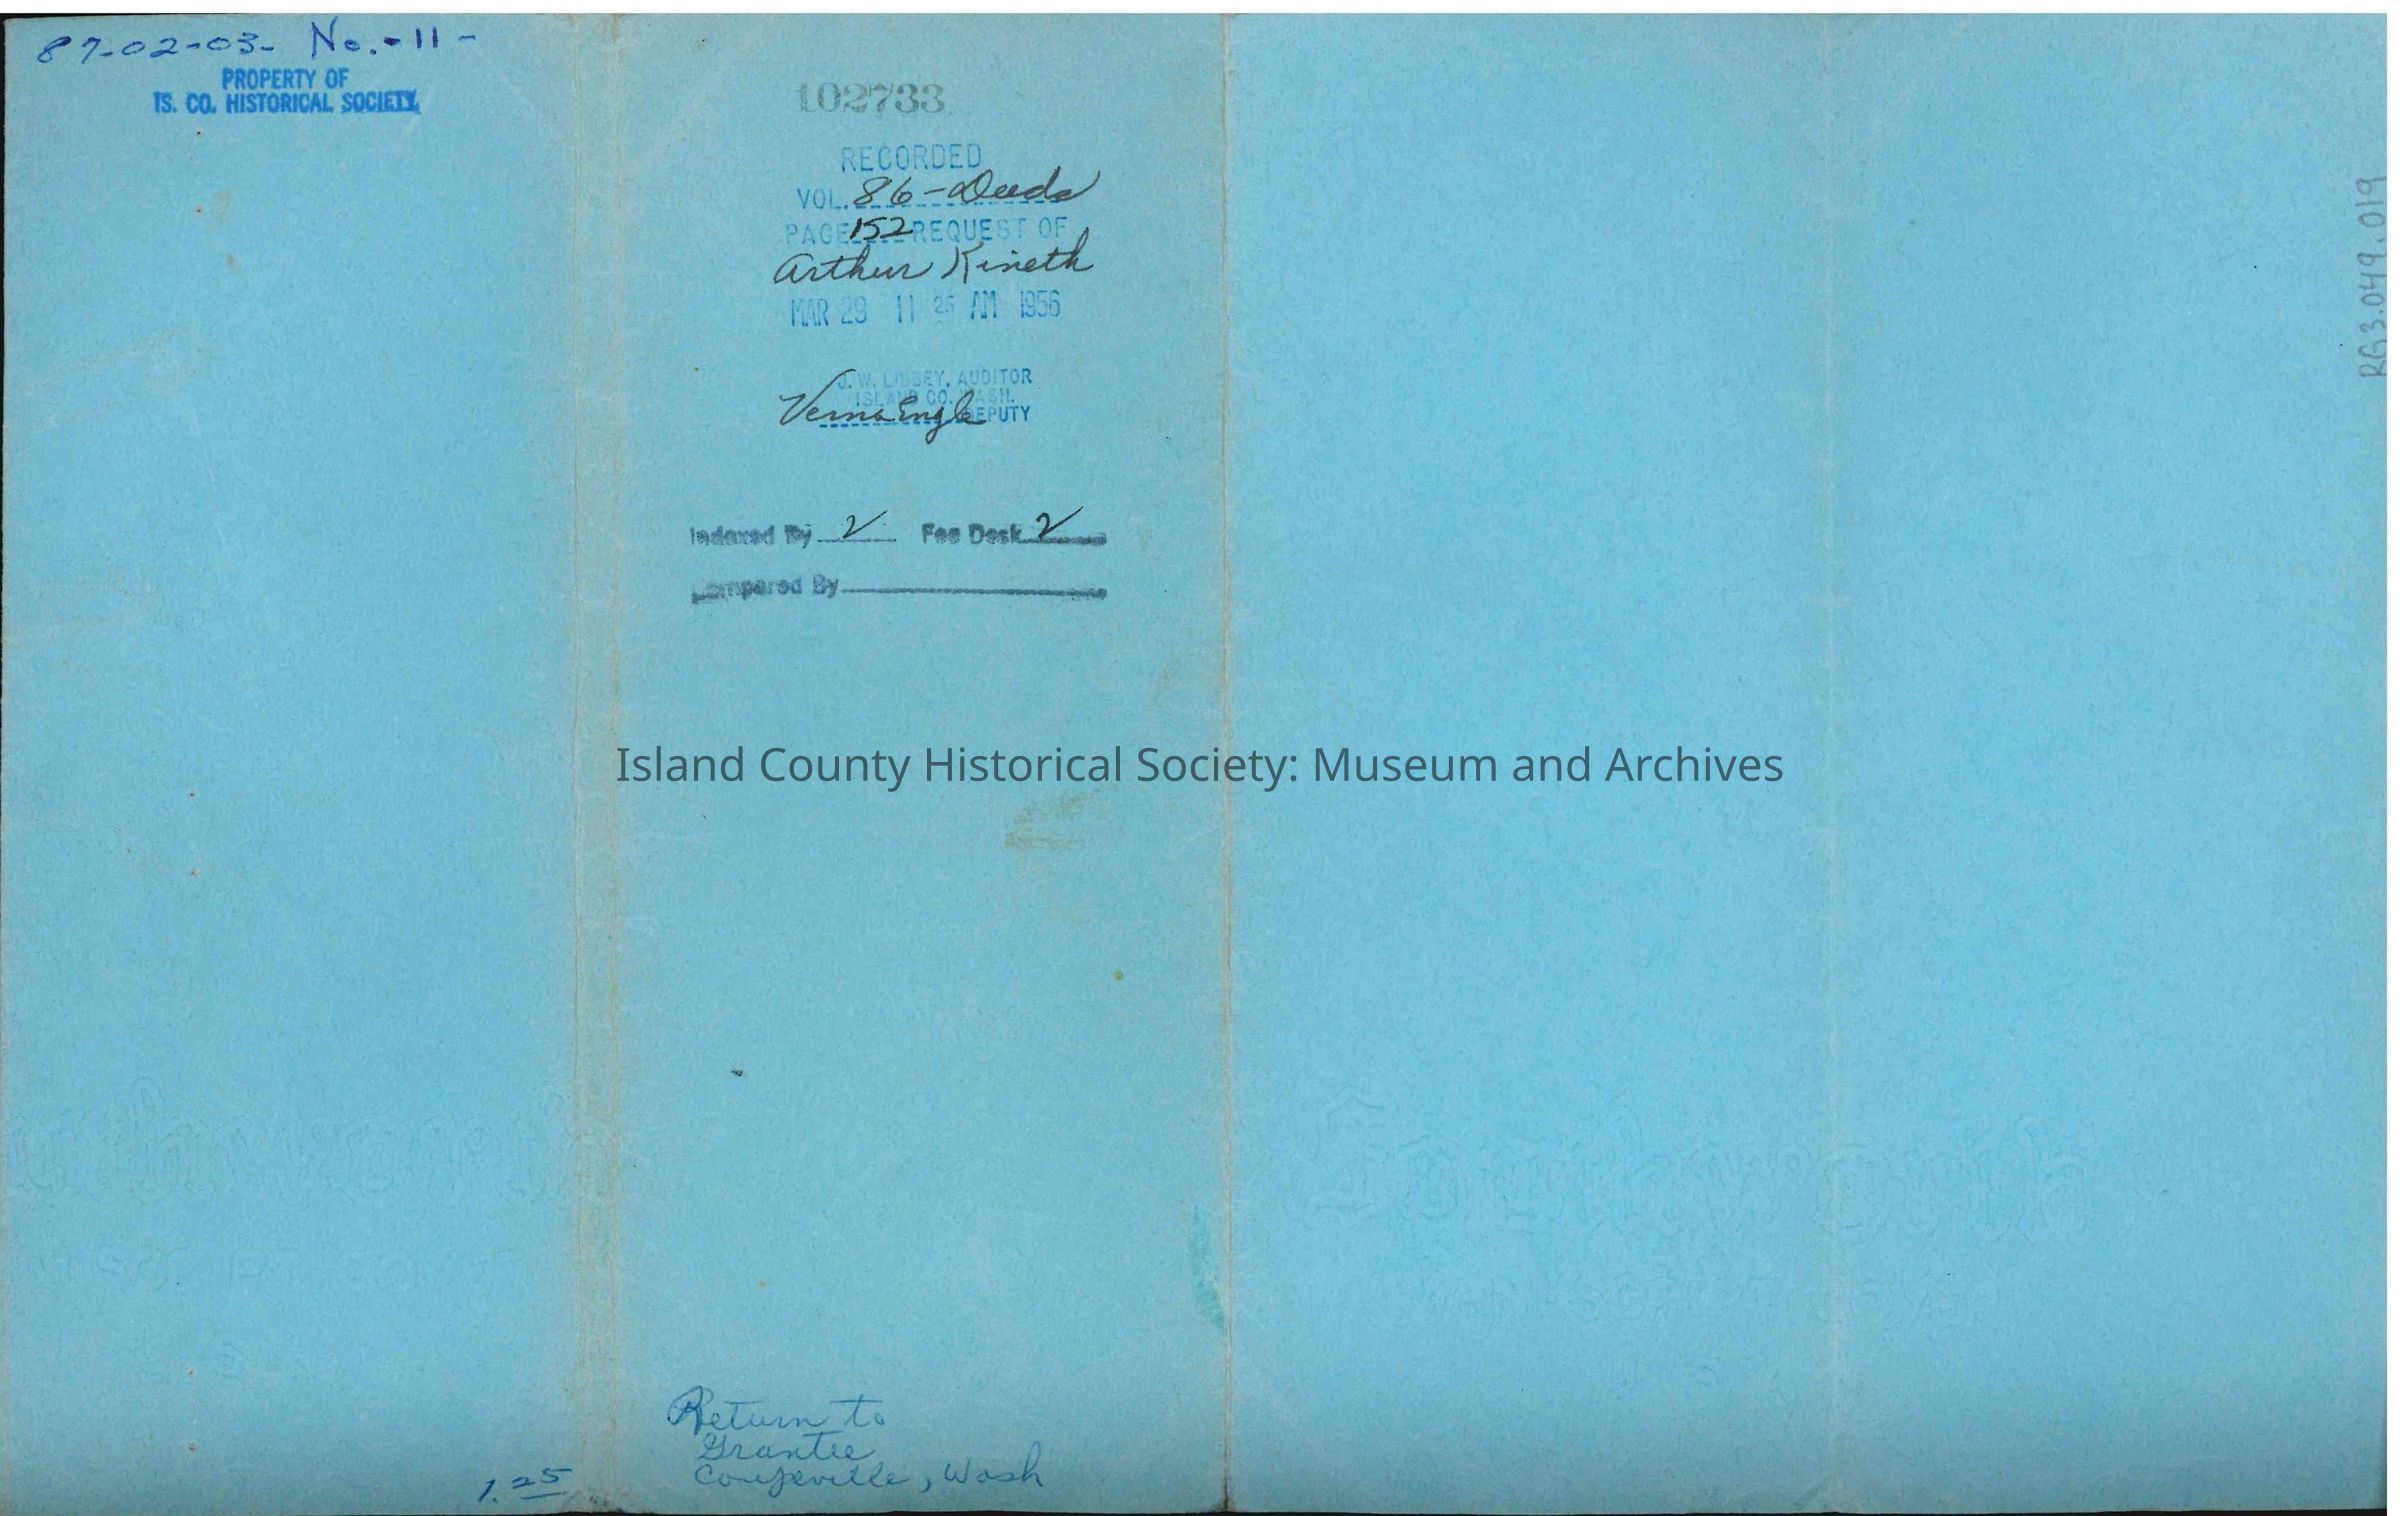 87-02-03- No.-11-
PROPERTY OF
IS. CO. HISTORICAL SOCIETY
102733
RECORDED
VOL. 86-Deeds
PAGE 152 REQUEST OF
Arthur Kineth
MAR 29 11 25 AM 1956
J. W. LIBBEY, AUDITOR
ISLAND CO. WASH.
Verna Engle DEPUTY
Indexed By 2 Fee Desk 2
Compared By
Island County Historical Society: Museum and Archives
Return to
Grantee
Coupeville, Wash
1.25
RG3.049.019